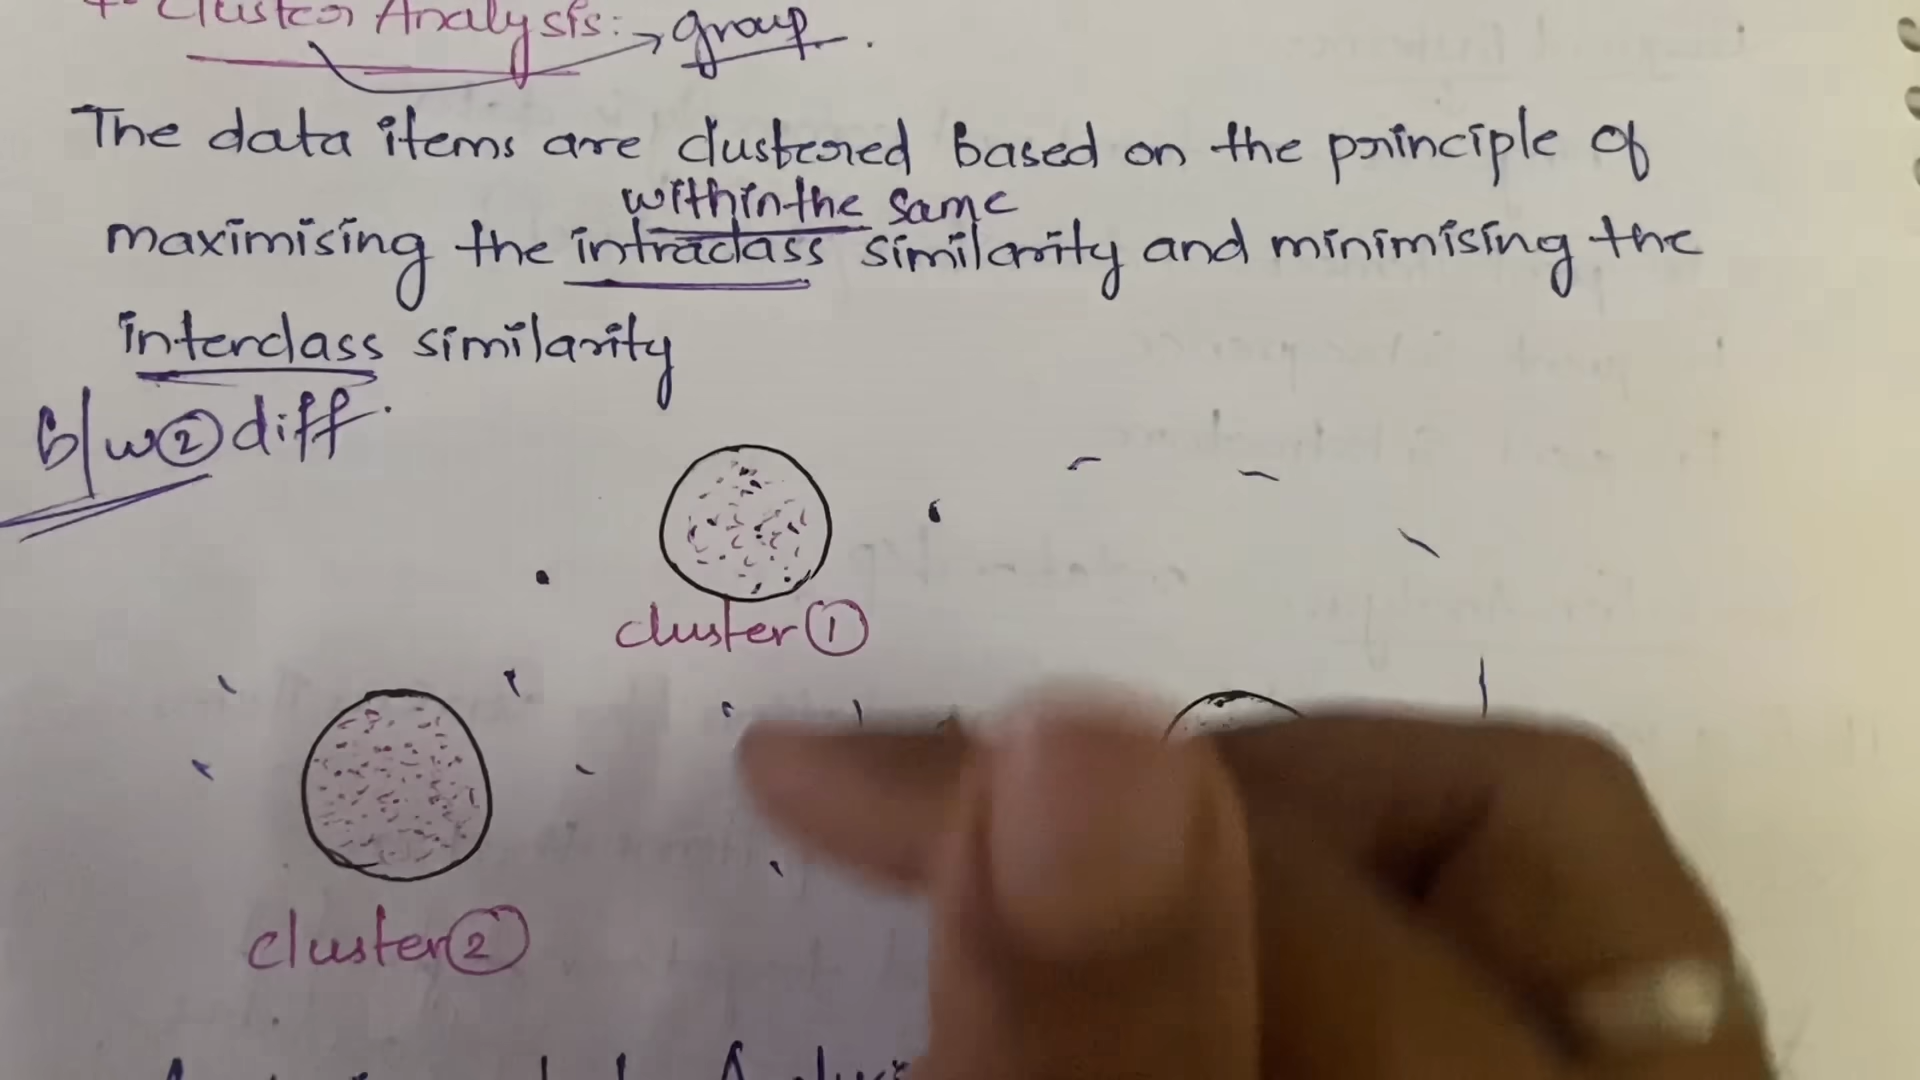 Cluster Analysis:- → group.
The data items are clustered Based on the principle of
within the same
maximising the intraclass similarity and minimising the
interclass similarity
B/w ② diff.
cluster ①
cluster ②